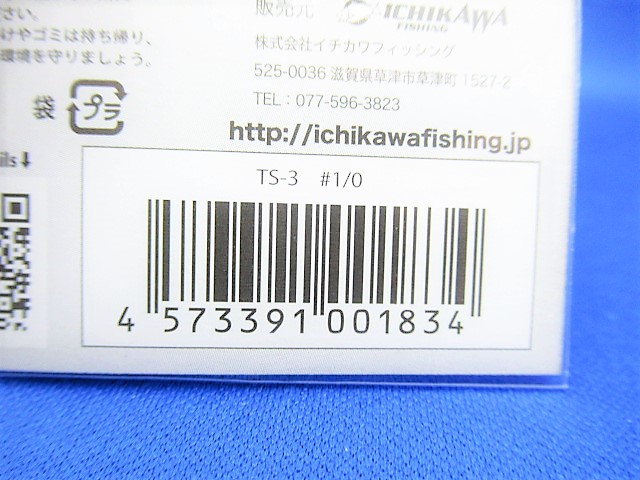 さい。
けやゴミは持ち帰り、
環境を守りましょう。
袋 プラ
販売元 ICHIKAWA
FISHING
株式会社イチカワフィッシング
525-0036 滋賀県草津市草津町 1527-2
TEL：077-596-3823
http://ichikawafishing.jp
ils↓
TS-3 #1/0
4 573391 001834